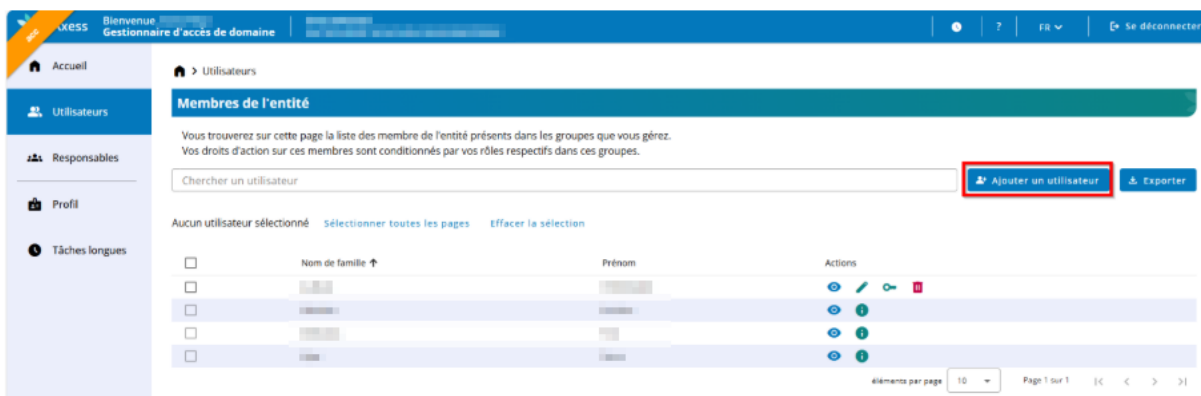 acc
Axess
Bienvenue
Gestionnaire d'accès de domaine
?
FR
Se déconnecter
Accueil
Utilisateurs
Responsables
Profil
Tâches longues
> Utilisateurs
Membres de l'entité
Vous trouverez sur cette page la liste des membre de l'entité présents dans les groupes que vous gérez.
Vos droits d'action sur ces membres sont conditionnés par vos rôles respectifs dans ces groupes.
Chercher un utilisateur
Ajouter un utilisateur
Exporter
Aucun utilisateur sélectionné Sélectionner toutes les pages Effacer la sélection
Nom de famille ↑ Prénom Actions
éléments par page 10 Page 1 sur 1 |< < > >|